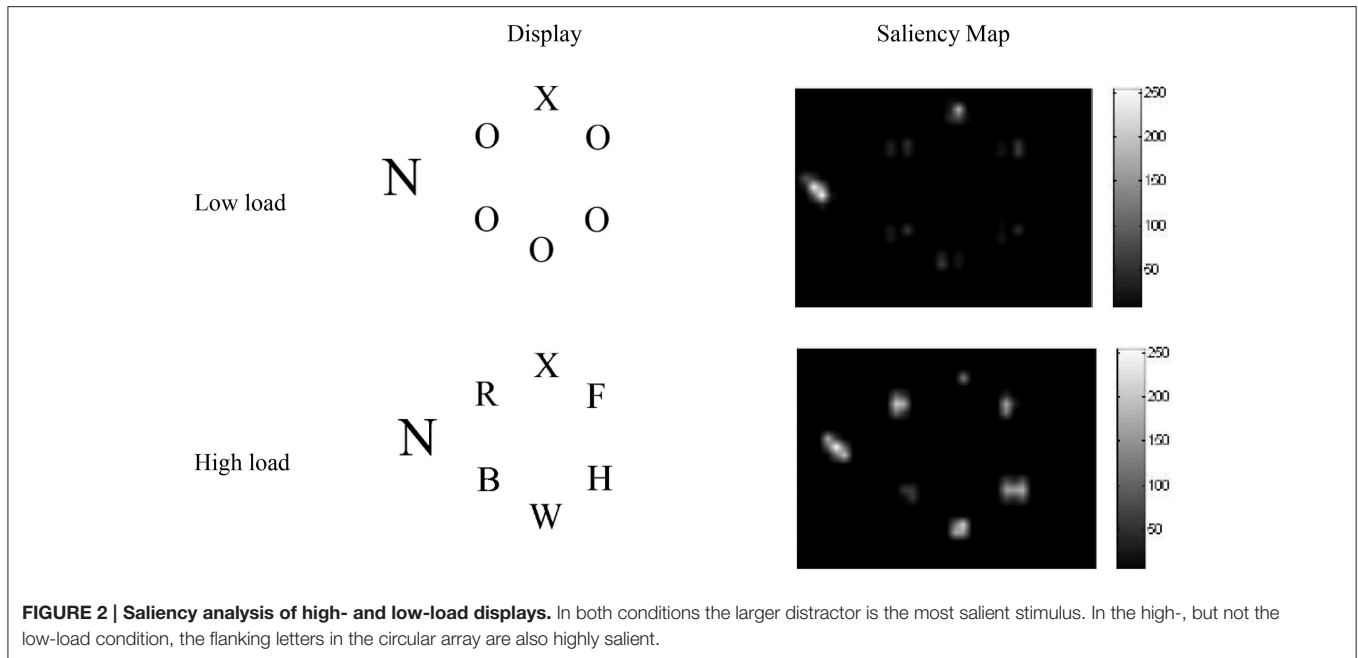 Display Saliency Map
Low load
X
O O
N
O O
O
250
200
150
100
50
High load
X
R F
N
B H
W
250
200
150
100
50
FIGURE 2 | Saliency analysis of high- and low-load displays. In both conditions the larger distractor is the most salient stimulus. In the high-, but not the
low-load condition, the flanking letters in the circular array are also highly salient.